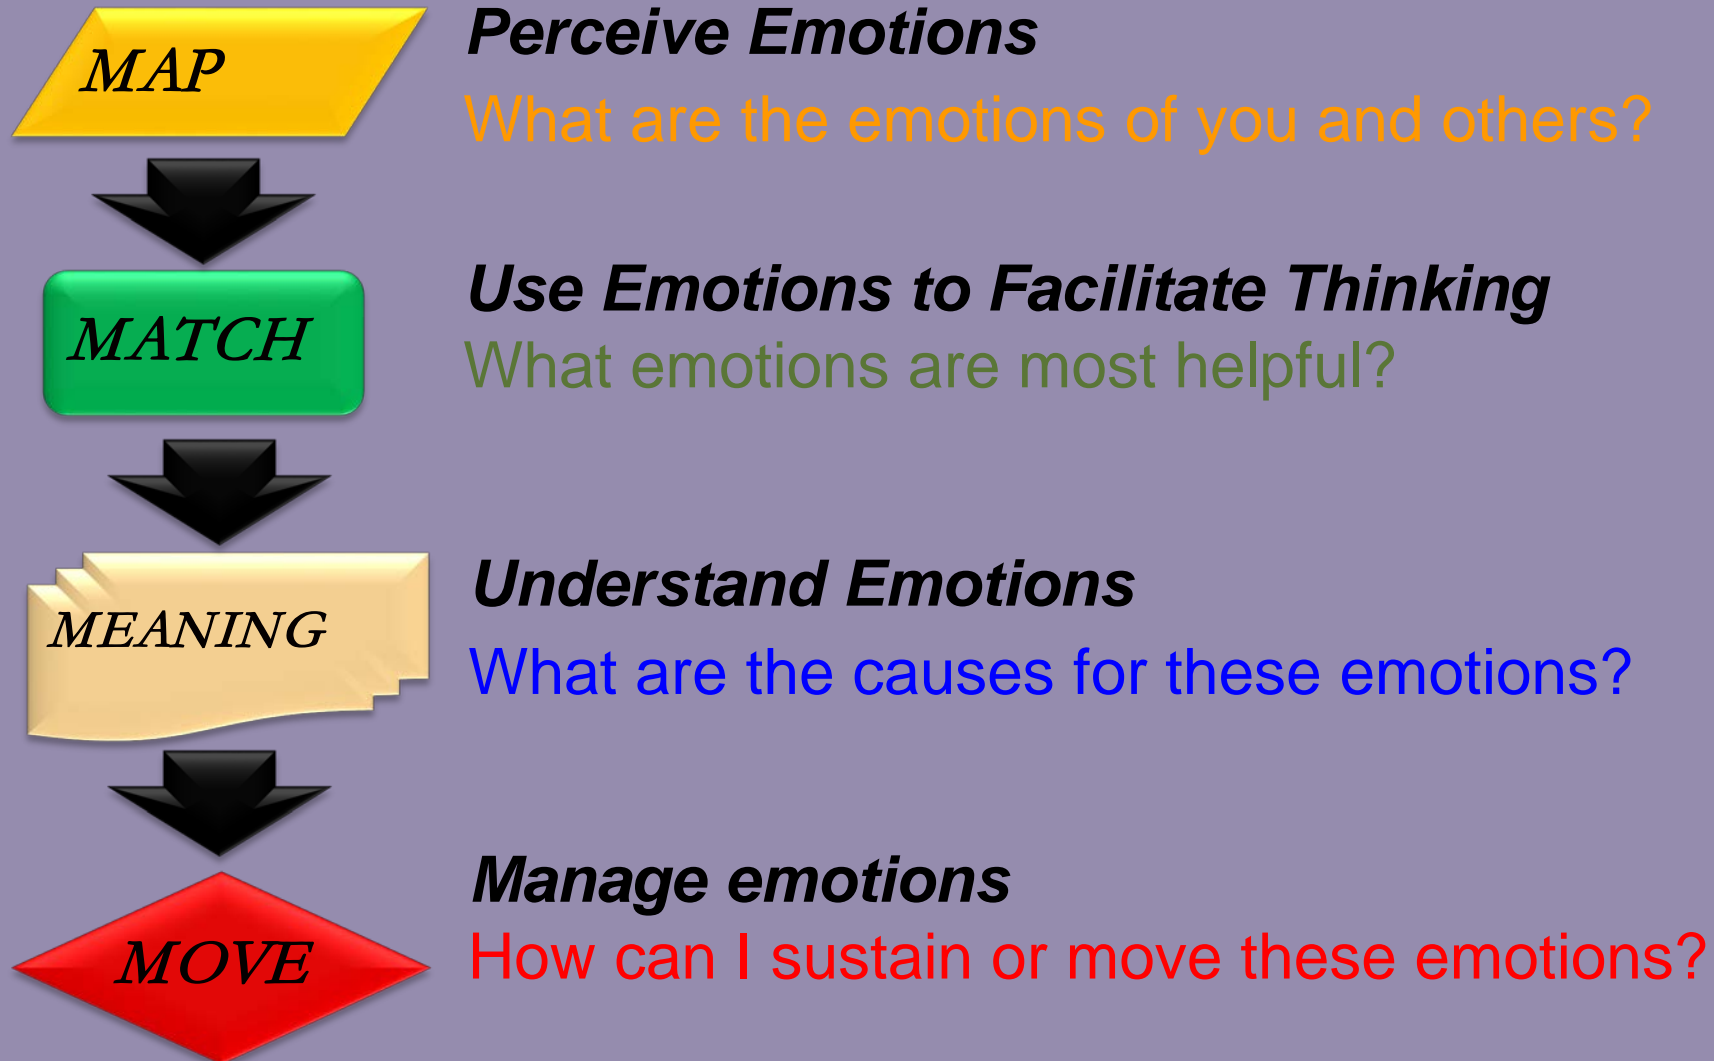 MAP
Perceive Emotions
What are the emotions of you and others?
MATCH
Use Emotions to Facilitate Thinking
What emotions are most helpful?
MEANING
Understand Emotions
What are the causes for these emotions?
MOVE
Manage emotions
How can I sustain or move these emotions?